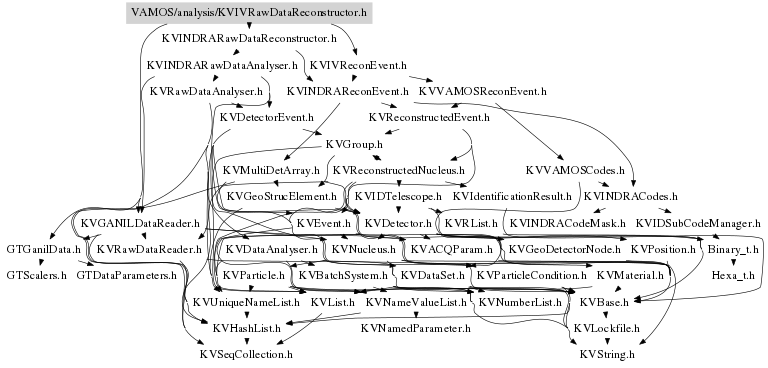 VAMOS/analysis/KVIVRawDataReconstructor.h
KVINDRARawDataReconstructor.h
KVINDRARawDataAnalyser.h KVIVReconEvent.h
KVRawDataAnalyser.h KVINDRAReconEvent.h KVVAMOSReconEvent.h
KVDetectorEvent.h KVReconstructedEvent.h
KVGroup.h
KVMultiDetArray.h KVReconstructedNucleus.h KVVAMOSCodes.h
KVGeoStrucElement.h KVIDTelescope.h KVIdentificationResult.h KVINDRACodes.h
KVGANILDataReader.h KVEvent.h KVDetector.h KVRList.h KVINDRACodeMask.h KVIDSubCodeManager.h
GTGanilData.h KVRawDataReader.h KVDataAnalyser.h KVNucleus.h KVACQParam.h KVGeoDetectorNode.h KVPosition.h Binary_t.h
GTScalers.h GTDataParameters.h KVParticle.h KVBatchSystem.h KVDataSet.h KVParticleCondition.h KVMaterial.h Hexa_t.h
KVUniqueNameList.h KVList.h KVNameValueList.h KVNumberList.h KVBase.h
KVHashList.h KVNamedParameter.h KVLockfile.h
KVSeqCollection.h KVString.h